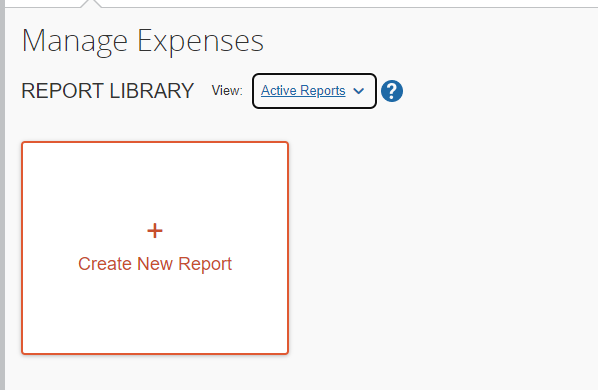 Manage Expenses
REPORT LIBRARY View: Active Reports ?
+
Create New Report